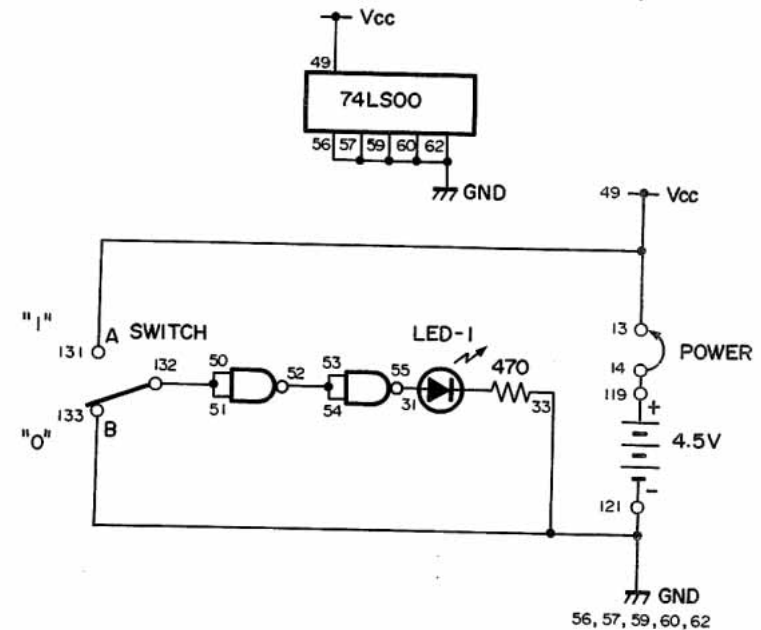 Vcc
49
74LS00
56 57 59 60 62
GND
49 Vcc
"1"
A SWITCH
131
LED-1
13
POWER
132
50
52
53
55
470
14
51
54
31
33
119
133
"0"
B
+
4.5V
-
121
GND
56, 57, 59, 60, 62